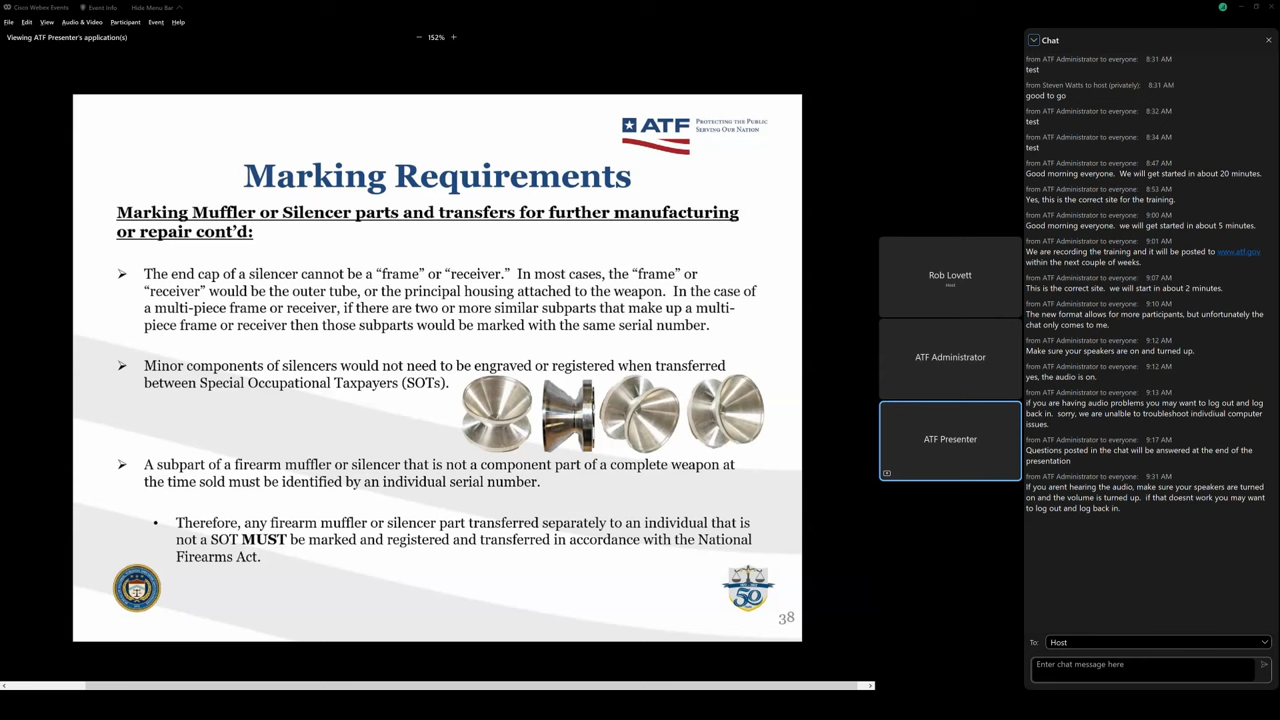 Cisco Webex Events
Event Info
Hide Menu Bar
File Edit View Audio & Video Participant Event Help
Viewing ATF Presenter's application(s)
152%
ATF
PROTECTING THE PUBLIC
SERVING OUR NATION
Marking Requirements
Marking Muffler or Silencer parts and transfers for further manufacturing
or repair cont'd:
The end cap of a silencer cannot be a "frame" or "receiver." In most cases, the "frame" or
"receiver" would be the outer tube, or the principal housing attached to the weapon. In the case of
a multi-piece frame or receiver, if there are two or more similar subparts that make up a multi-
piece frame or receiver then those subparts would be marked with the same serial number.
Minor components of silencers would not need to be engraved or registered when transferred
between Special Occupational Taxpayers (SOTs).
A subpart of a firearm muffler or silencer that is not a component part of a complete weapon at
the time sold must be identified by an individual serial number.
Therefore, any firearm muffler or silencer part transferred separately to an individual that is
not a SOT MUST be marked and registered and transferred in accordance with the National
Firearms Act.
50
38
Rob Lovett
Host
ATF Administrator
ATF Presenter
Chat
from ATF Administrator to everyone: 8:31 AM
test
from Steven Watts to host (privately): 8:31 AM
good to go
from ATF Administrator to everyone: 8:32 AM
test
from ATF Administrator to everyone: 8:34 AM
test
from ATF Administrator to everyone: 8:47 AM
Good morning everyone. We will get started in about 20 minutes.
from ATF Administrator to everyone: 8:53 AM
Yes, this is the correct site for the training.
from ATF Administrator to everyone: 9:00 AM
Good morning everyone. we will get started in about 5 minutes.
from ATF Administrator to everyone: 9:01 AM
We are recording the training and it will be posted to www.atf.gov
within the next couple of weeks.
from ATF Administrator to everyone: 9:07 AM
This is the correct site. we will start in about 2 minutes.
from ATF Administrator to everyone: 9:10 AM
The new format allows for more participants, but unfortunately the
chat only comes to me.
from ATF Administrator to everyone: 9:12 AM
Make sure your speakers are on and turned up.
from ATF Administrator to everyone: 9:12 AM
yes, the audio is on.
from ATF Administrator to everyone: 9:13 AM
if you are having audio problems you may want to log out and log
back in. sorry, we are unable to troubleshoot indivdiual computer
issues.
from ATF Administrator to everyone: 9:17 AM
Questions posted in the chat will be answered at the end of the
presentation
from ATF Administrator to everyone: 9:31 AM
If you arent hearing the audio, make sure your speakers are turned
on and the volume is turned up. if that doesnt work you may want
to log out and log back in.
To: Host
Enter chat message here